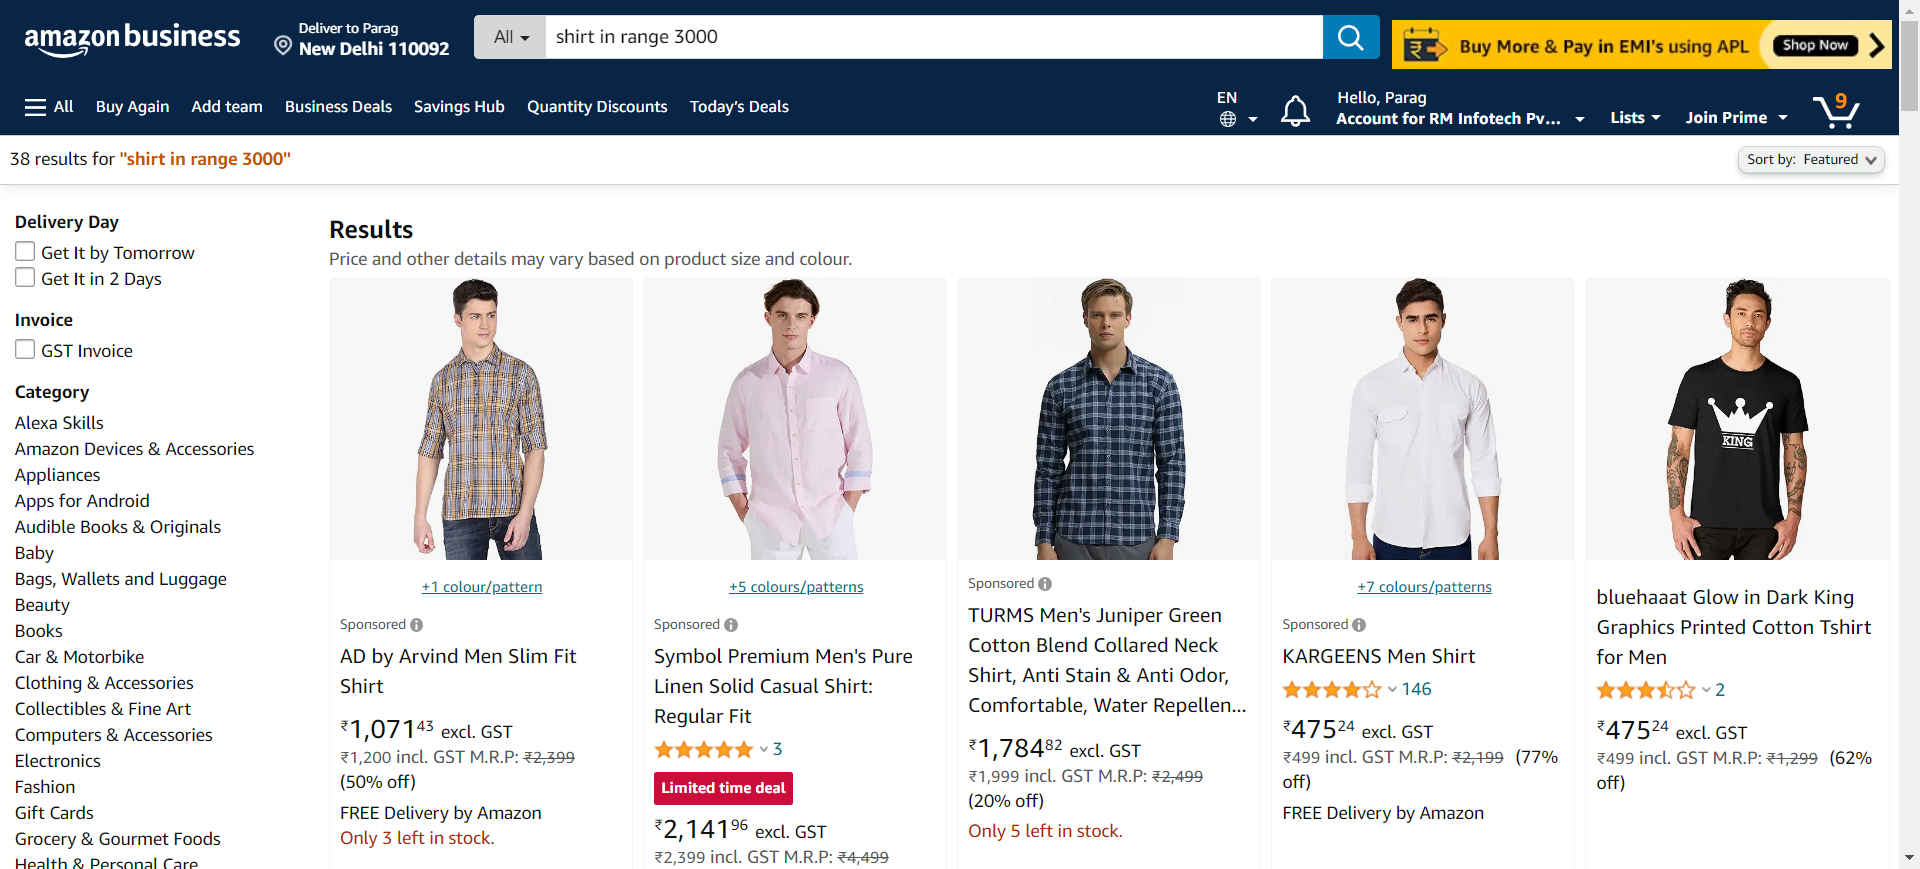 amazon business
Deliver to Parag
New Delhi 110092
All
shirt in range 3000
Buy More & Pay in EMI's using APL
Shop Now
All
Buy Again
Add team
Business Deals
Savings Hub
Quantity Discounts
Today's Deals
EN
Hello, Parag
Account for RM Infotech Pv...
Lists
Join Prime
9
38 results for "shirt in range 3000"
Sort by: Featured
Delivery Day
Get It by Tomorrow
Get It in 2 Days
Invoice
GST Invoice
Category
Alexa Skills
Amazon Devices & Accessories
Appliances
Apps for Android
Audible Books & Originals
Baby
Bags, Wallets and Luggage
Beauty
Books
Car & Motorbike
Clothing & Accessories
Collectibles & Fine Art
Computers & Accessories
Electronics
Fashion
Gift Cards
Grocery & Gourmet Foods
Health & Personal Care
Results
Price and other details may vary based on product size and colour.
+1 colour/pattern
Sponsored
AD by Arvind Men Slim Fit
Shirt
₹1,071 43 excl. GST
₹1,200 incl. GST M.R.P: ₹2,399
(50% off)
FREE Delivery by Amazon
Only 3 left in stock.
+5 colours/patterns
Sponsored
Symbol Premium Men's Pure
Linen Solid Casual Shirt:
Regular Fit
3
Limited time deal
₹2,141 96 excl. GST
₹2,399 incl. GST M.R.P: ₹4,499
Sponsored
TURMS Men's Juniper Green
Cotton Blend Collared Neck
Shirt, Anti Stain & Anti Odor,
Comfortable, Water Repellen...
₹1,784 82 excl. GST
₹1,999 incl. GST M.R.P: ₹2,499
(20% off)
Only 5 left in stock.
+7 colours/patterns
Sponsored
KARGEENS Men Shirt
146
₹475 24 excl. GST
₹499 incl. GST M.R.P: ₹2,199 (77%
off)
FREE Delivery by Amazon
KING
bluehaaat Glow in Dark King
Graphics Printed Cotton Tshirt
for Men
2
₹475 24 excl. GST
₹499 incl. GST M.R.P: ₹1,299 (62%
off)